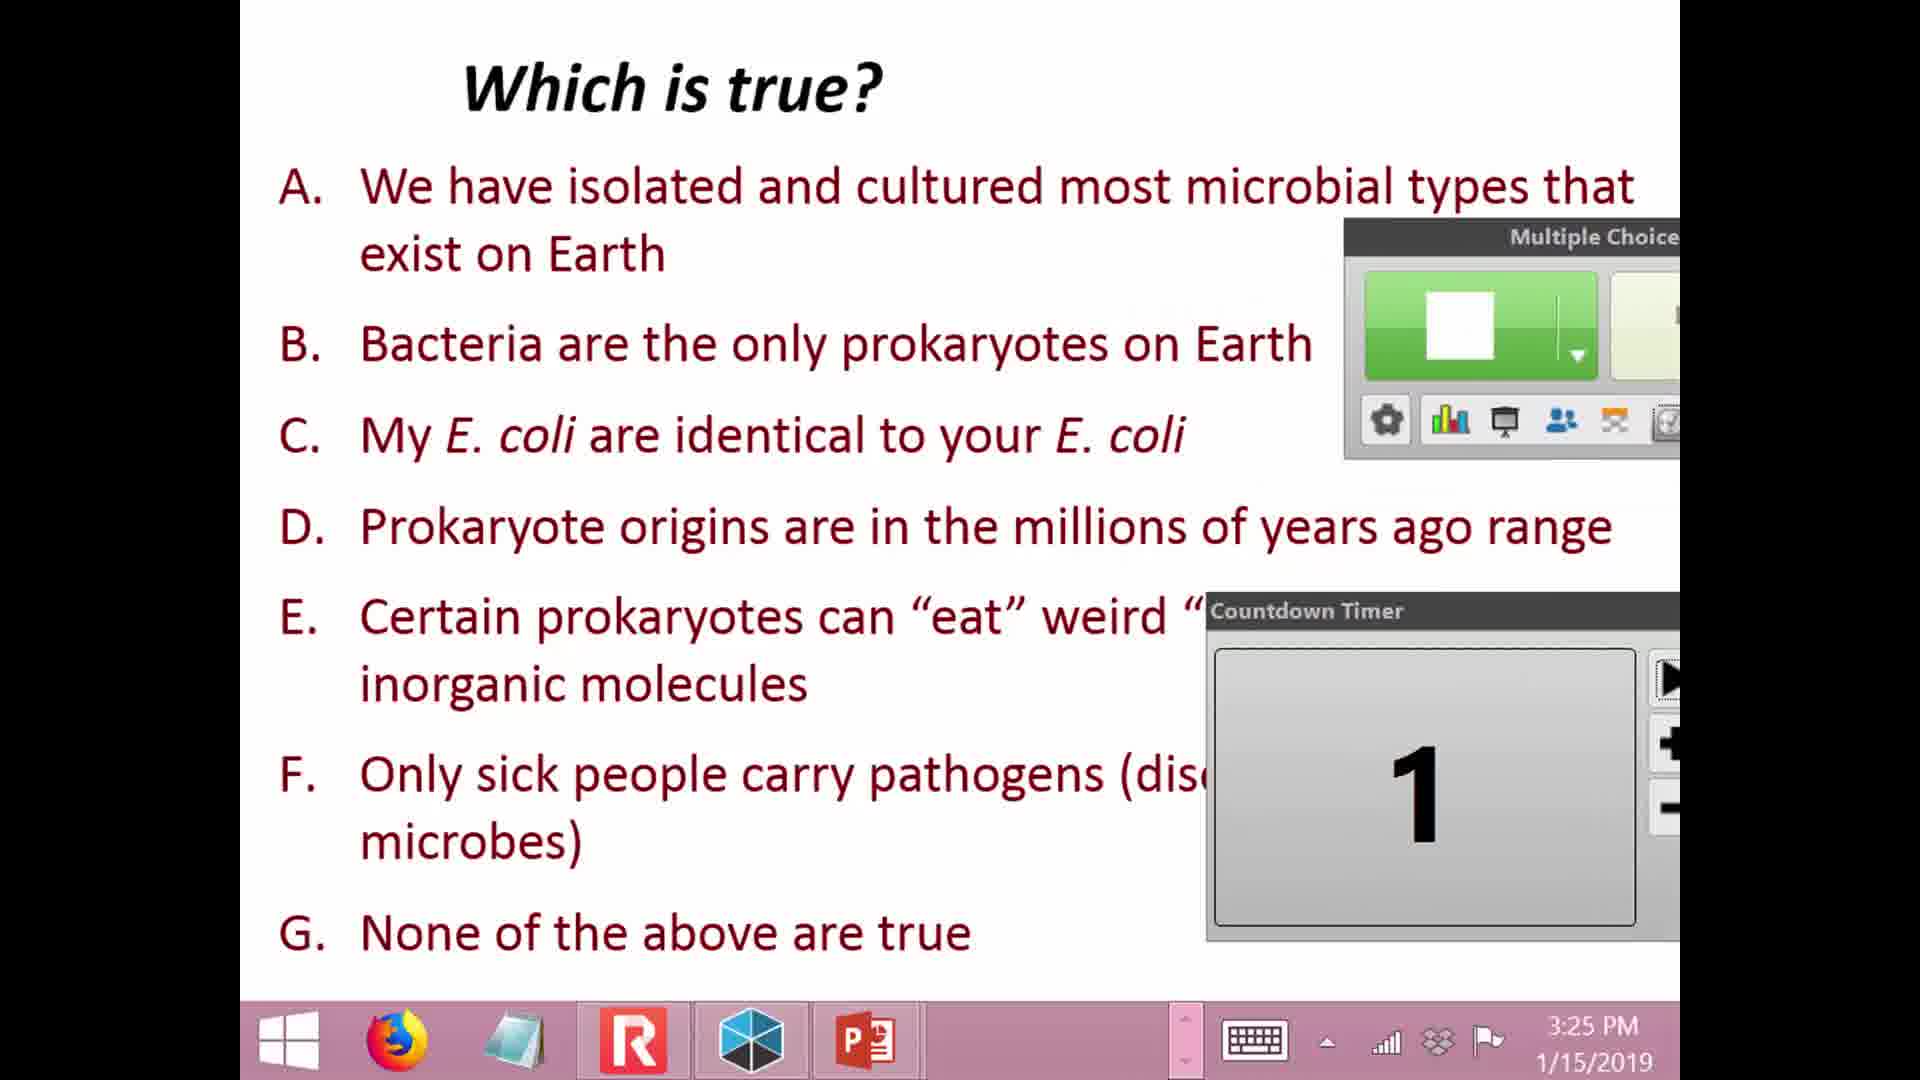 Which is true?
A. We have isolated and cultured most microbial types that
exist on Earth
Multiple Choice
B. Bacteria are the only prokaryotes on Earth
C. My E. coli are identical to your E. coli
D. Prokaryote origins are in the millions of years ago range
E. Certain prokaryotes can “eat” weird “
inorganic molecules
Countdown Timer
1
F. Only sick people carry pathogens (dise
microbes)
G. None of the above are true
3:25 PM
1/15/2019